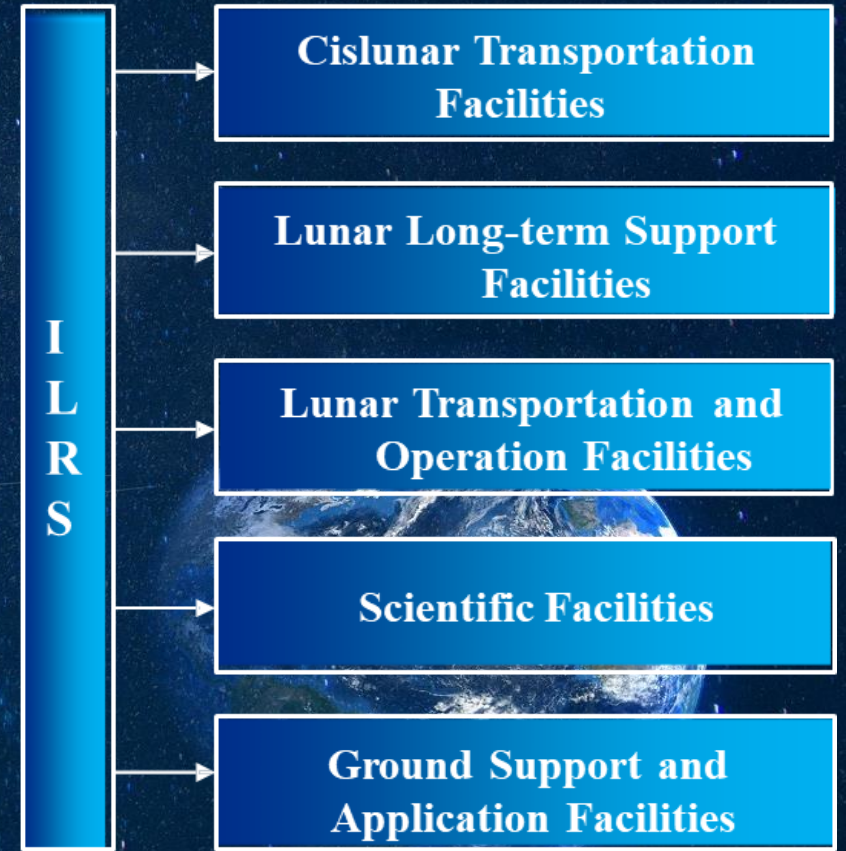 ILRS
Cislunar Transportation
Facilities
Lunar Long-term Support
Facilities
Lunar Transportation and
Operation Facilities
Scientific Facilities
Ground Support and
Application Facilities